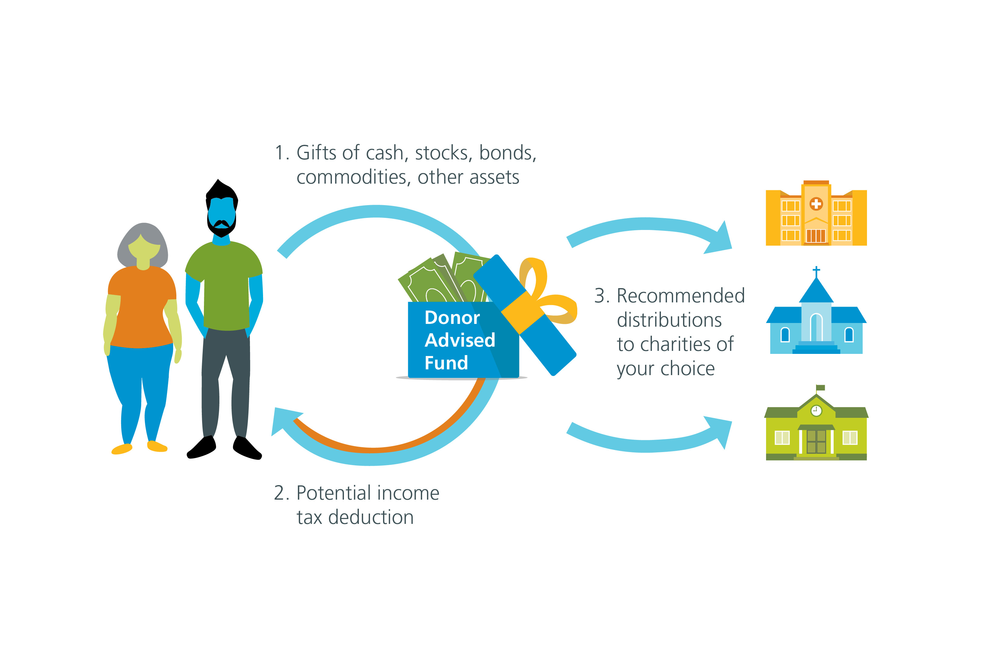 1. Gifts of cash, stocks, bonds,
commodities, other assets
Donor
Advised
Fund
2. Potential income
tax deduction
3. Recommended
distributions
to charities of
your choice